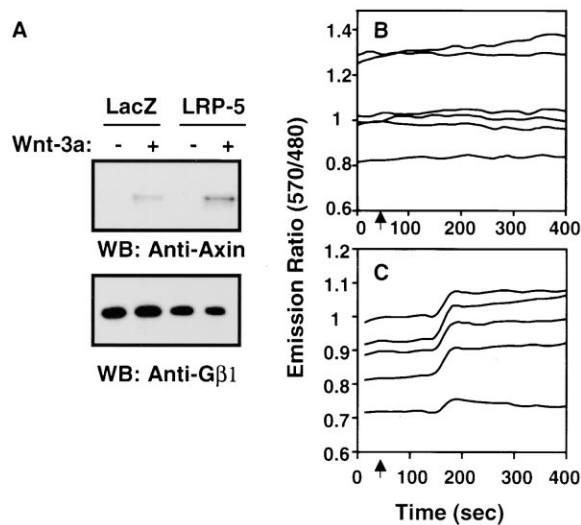 A
LacZ LRP-5
Wnt-3a: - + - +
WB: Anti-Axin
WB: Anti-Gβ1
Emission Ratio (570/480)
B
1.4
1.2
1
0.8
0.6
0 100 200 300 400
C
1.2
1.1
1
0.9
0.8
0.7
0.6
0 100 200 300 400
Time (sec)